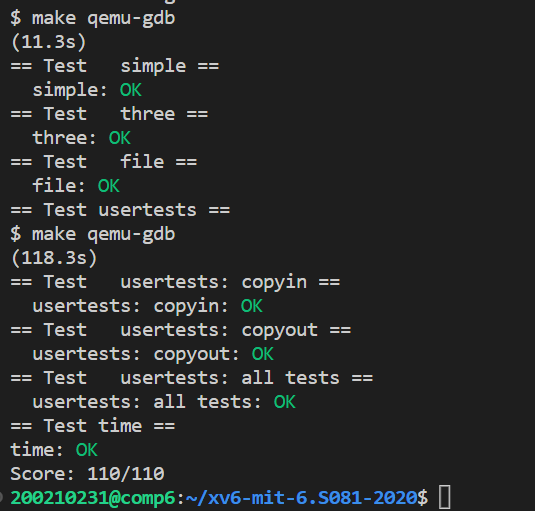 $ make qemu-gdb
(11.3s)
== Test   simple ==
  simple: OK
== Test   three ==
  three: OK
== Test   file ==
  file: OK
== Test usertests ==
$ make qemu-gdb
(118.3s)
== Test   usertests: copyin ==
  usertests: copyin: OK
== Test   usertests: copyout ==
  usertests: copyout: OK
== Test   usertests: all tests ==
  usertests: all tests: OK
== Test time ==
time: OK
Score: 110/110
200210231@comp6:~/xv6-mit-6.S081-2020$